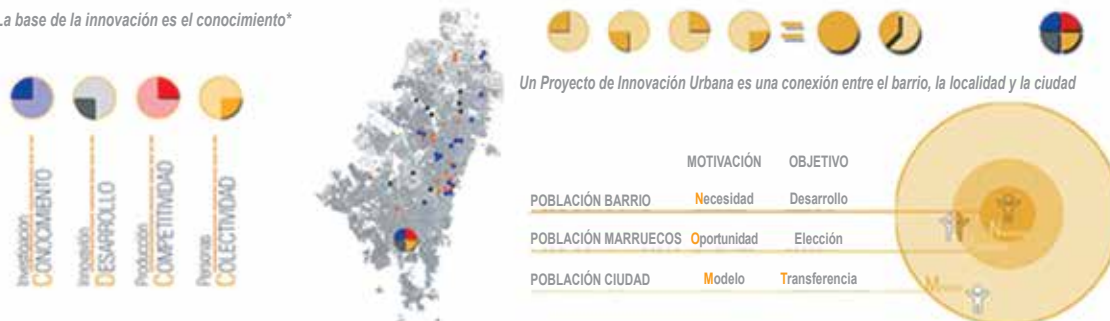 La base de la innovación es el conocimiento*
Investigación
CONOCIMIENTO
Innovación
DESARROLLO
Producción
COMPETITIVIDAD
Personas
COLECTIVIDAD
Un Proyecto de Innovación Urbana es una conexión entre el barrio, la localidad y la ciudad
MOTIVACIÓN OBJETIVO
POBLACIÓN BARRIO Necesidad Desarrollo
POBLACIÓN MARRUECOS Oportunidad Elección
POBLACIÓN CIUDAD Modelo Transferencia